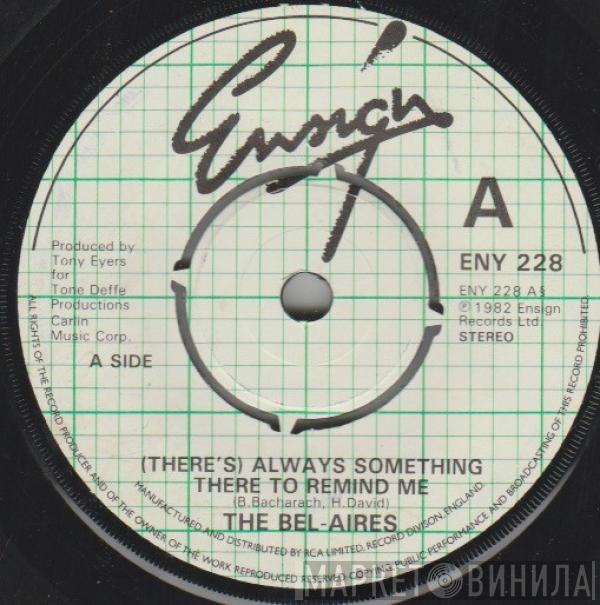 Ensign
A
ENY 228
ENY 228 A§
Ⓟ 1982 Ensign
Records Ltd.
STEREO
Produced by
Tony Eyers
for
Tone Deffe
Productions
Carlin
Music Corp.
A SIDE
(THERE'S) ALWAYS SOMETHING
THERE TO REMIND ME
(B.Bacharach, H.David)
THE BEL-AIRES
MANUFACTURED AND DISTRIBUTED BY RCA LIMITED, RECORD DIVISON, ENGLAND.
ALL RIGHTS OF THE RECORD PRODUCER AND OF THE OWNER OF THE WORK REPRODUCED RESERVED. COPYING, PUBLIC PERFORMANCE AND BROADCASTING OF THIS RECORD PROHIBITED.
МАРКЕТ ВИНИЛА